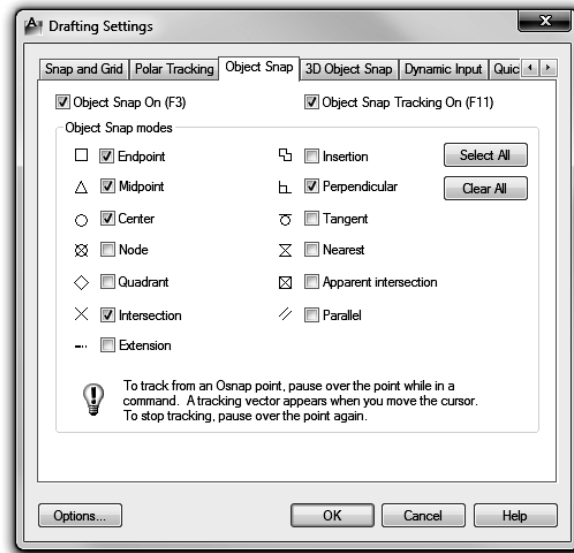 Drafting Settings
Snap and Grid Polar Tracking Object Snap 3D Object Snap Dynamic Input Quic
Object Snap On (F3) Object Snap Tracking On (F11)
Object Snap modes
Endpoint Insertion Select All
Midpoint Perpendicular Clear All
Center Tangent
Node Nearest
Quadrant Apparent intersection
Intersection Parallel
Extension
To track from an Osnap point, pause over the point while in a
command. A tracking vector appears when you move the cursor.
To stop tracking, pause over the point again.
Options... OK Cancel Help